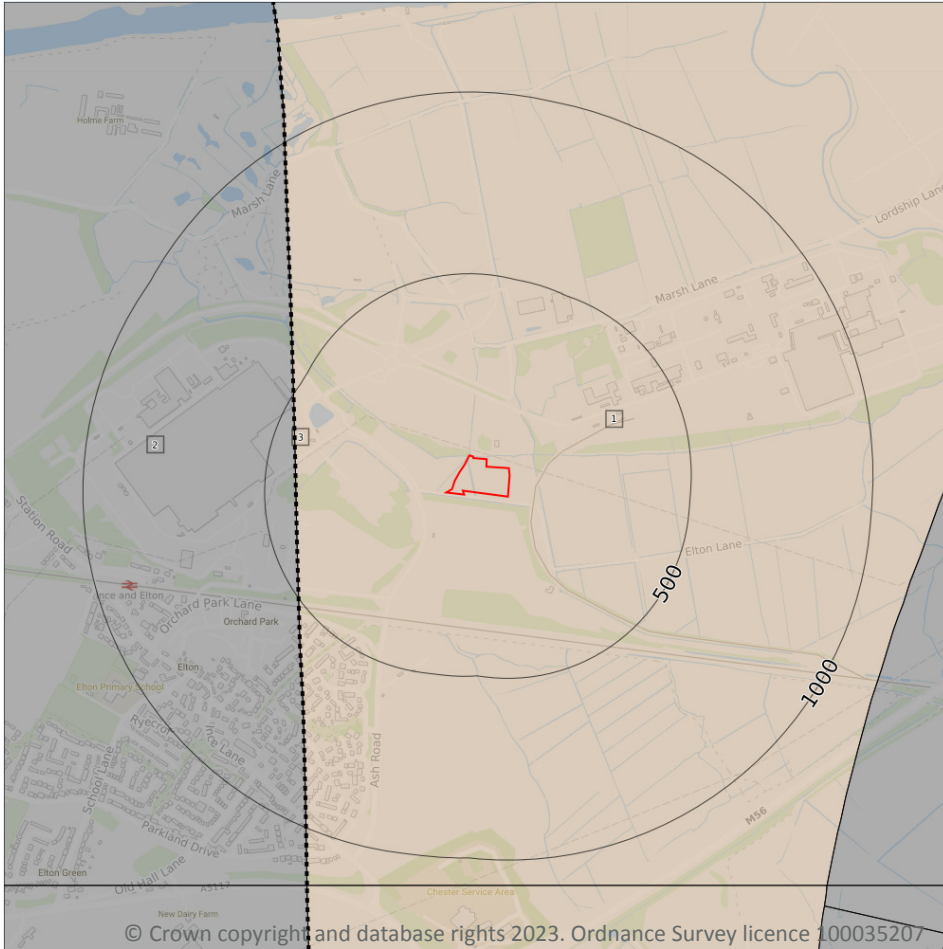 Holme Farm
Marsh Lane
Lordship Lane
Marsh Lane
1
2
3
Station Road
Elton Lane
500
nce and Elton
Orchard Park Lane
Orchard Park
Elton
Elton Primary School
1000
Ryecrof
Ince Lane
School Lane
Ash Road
M56
Parkland Drive
Elton Green
Old Hall Lane
A5117
Chester Service Area
New Dairy Farm
© Crown copyright and database rights 2023. Ordnance Survey licence 100035207